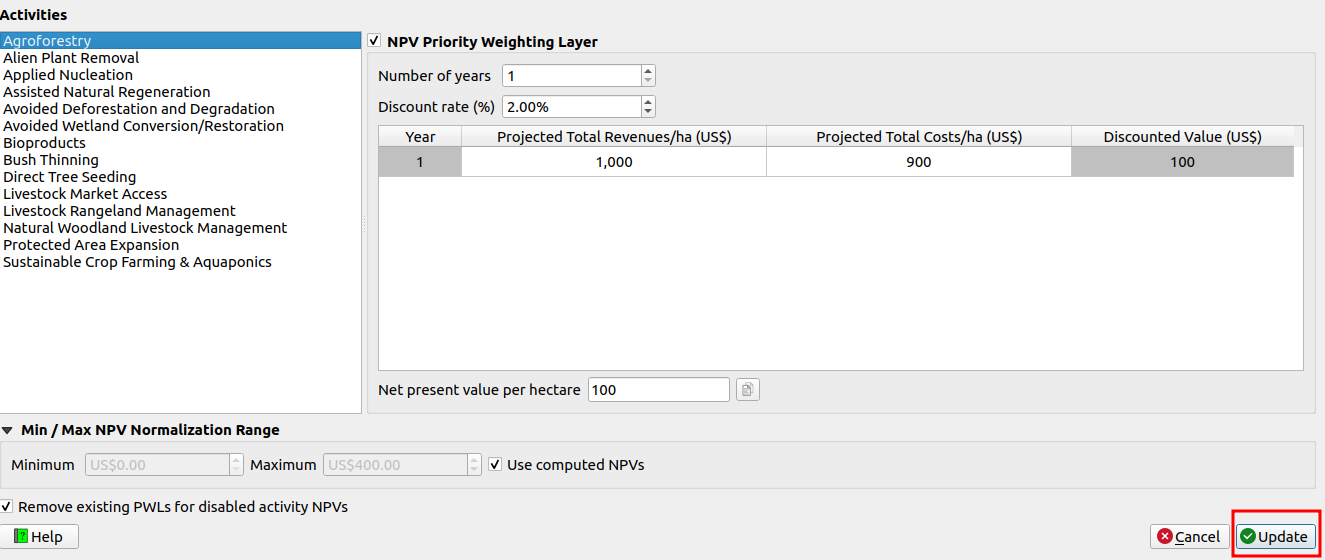 Activities
Agroforestry
Alien Plant Removal
Applied Nucleation
Assisted Natural Regeneration
Avoided Deforestation and Degradation
Avoided Wetland Conversion/Restoration
Bioproducts
Bush Thinning
Direct Tree Seeding
Livestock Market Access
Livestock Rangeland Management
Natural Woodland Livestock Management
Protected Area Expansion
Sustainable Crop Farming & Aquaponics
NPV Priority Weighting Layer
Number of years 1
Discount rate (%) 2.00%
Year Projected Total Revenues/ha (US$) Projected Total Costs/ha (US$) Discounted Value (US$)
1 1,000 900 100
Net present value per hectare 100
Min / Max NPV Normalization Range
Minimum US$0.00 Maximum US$400.00 Use computed NPVs
Remove existing PWLs for disabled activity NPVs
? Help Cancel Update